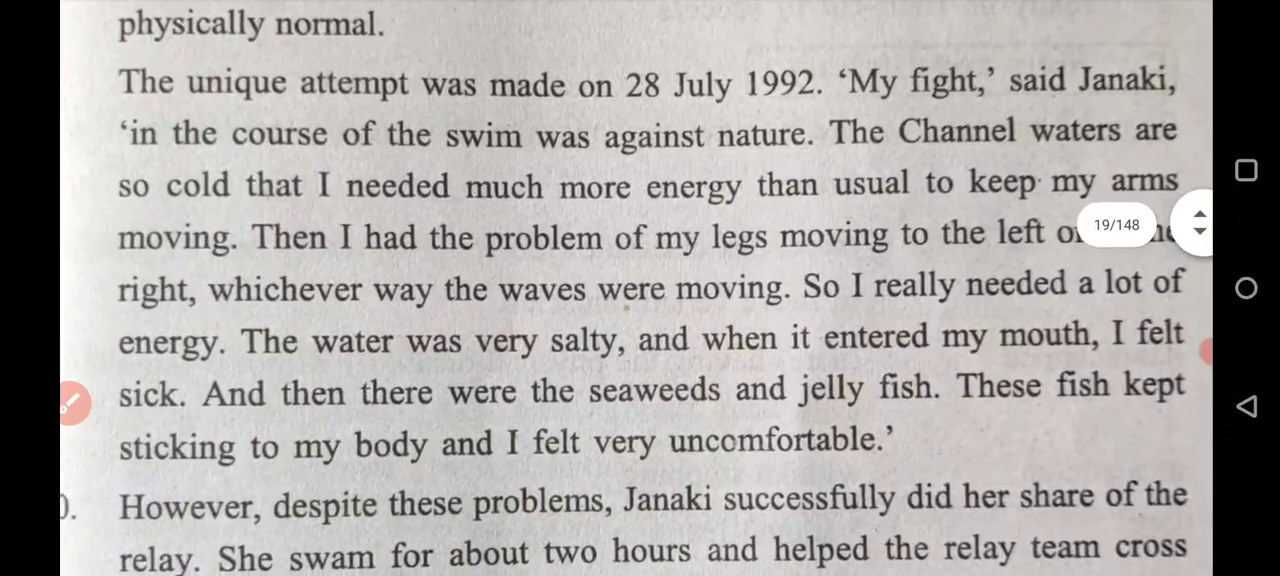 physically normal.
The unique attempt was made on 28 July 1992. ‘My fight,’ said Janaki,
‘in the course of the swim was against nature. The Channel waters are
so cold that I needed much more energy than usual to keep my arms
moving. Then I had the problem of my legs moving to the left
19/148
right, whichever way the waves were moving. So I really needed a lot of
energy. The water was very salty, and when it entered my mouth, I felt
sick. And then there were the seaweeds and jelly fish. These fish kept
sticking to my body and I felt very uncomfortable.’
However, despite these problems, Janaki successfully did her share of the
relay. She swam for about two hours and helped the relay team cross